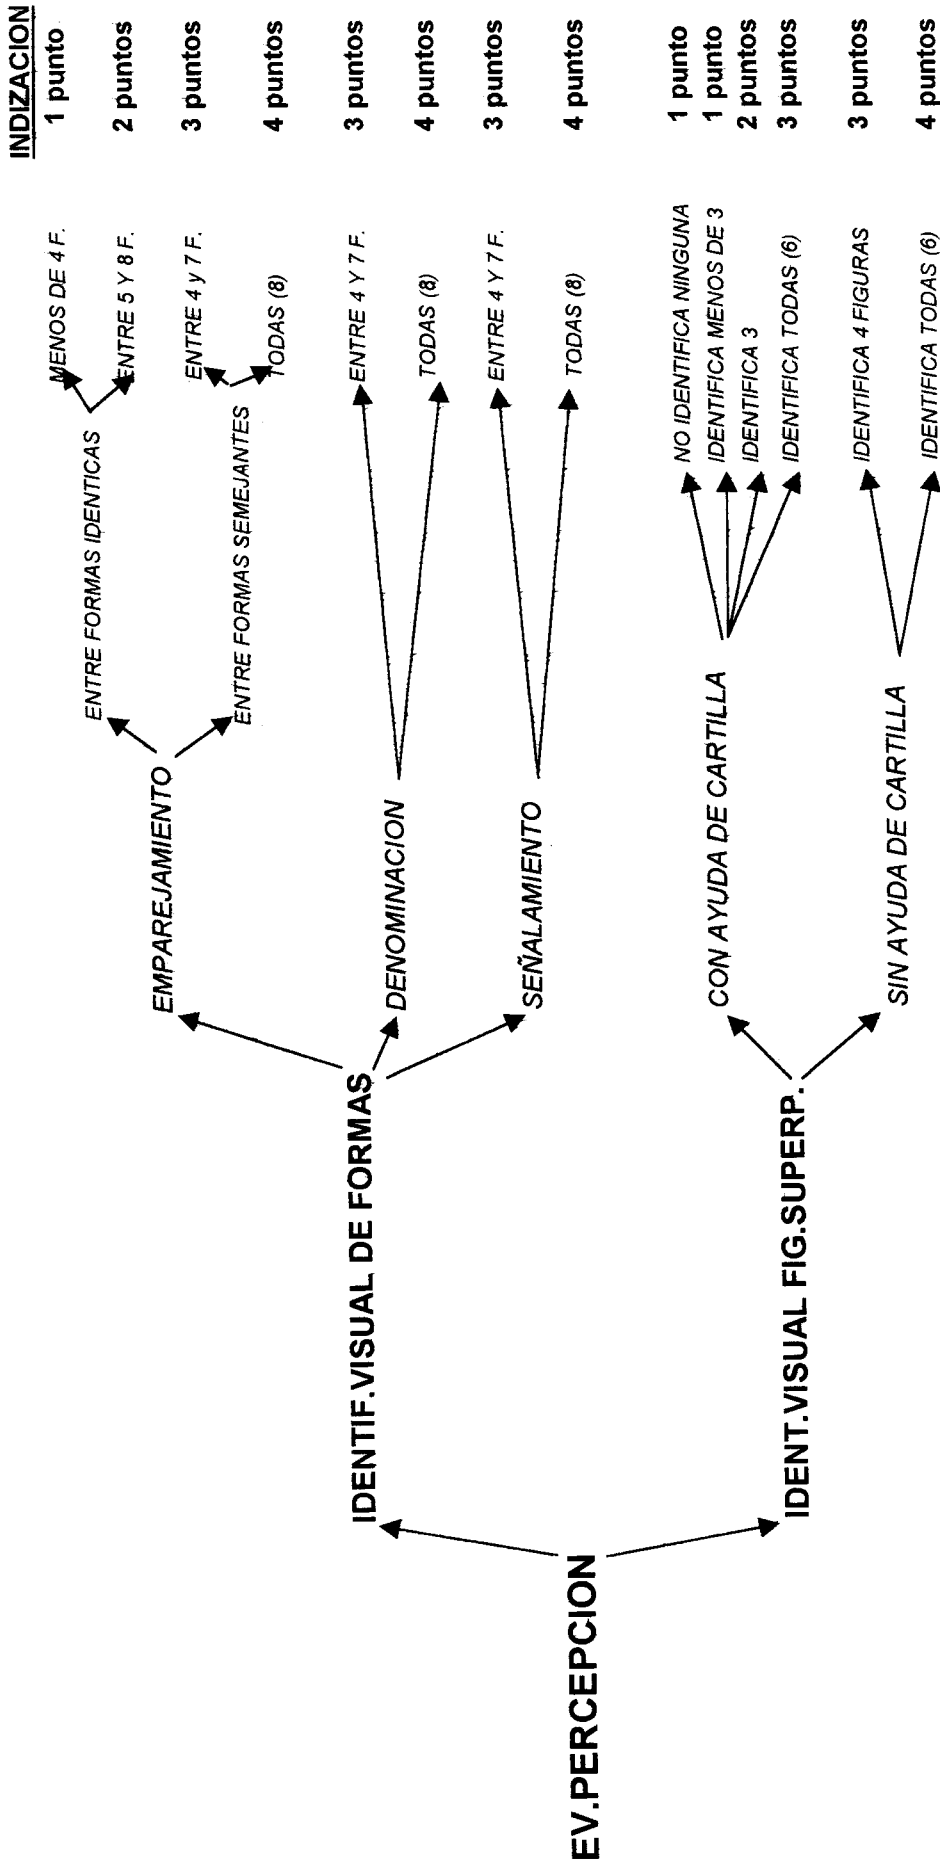 INDIZACION
EV.PERCEPCION
IDENTIF.VISUAL DE FORMAS
EMPAREJAMIENTO
ENTRE FORMAS IDENTICAS
MENOS DE 4 F. 1 punto
ENTRE 5 Y 8 F. 2 puntos
ENTRE FORMAS SEMEJANTES
ENTRE 4 y 7 F. 3 puntos
TODAS (8) 4 puntos
DENOMINACION
ENTRE 4 Y 7 F. 3 puntos
TODAS (8) 4 puntos
SEÑALAMIENTO
ENTRE 4 Y 7 F. 3 puntos
TODAS (8) 4 puntos
IDENT.VISUAL FIG.SUPERP.
CON AYUDA DE CARTILLA
NO IDENTIFICA NINGUNA 1 punto
IDENTIFICA MENOS DE 3 1 punto
IDENTIFICA 3 2 puntos
IDENTIFICA TODAS (6) 3 puntos
SIN AYUDA DE CARTILLA
IDENTIFICA 4 FIGURAS 3 puntos
IDENTIFICA TODAS (6) 4 puntos